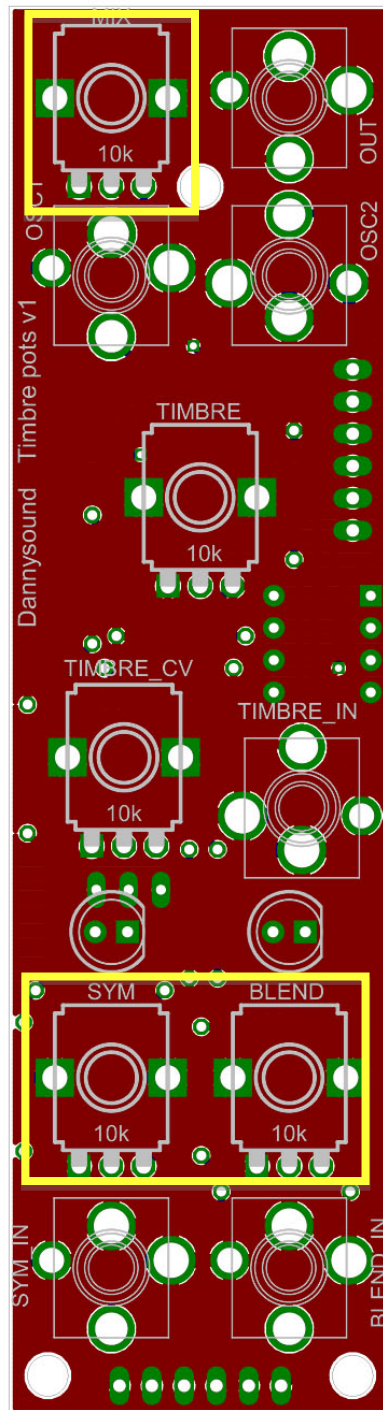 MIX
10k
OUT
OSC1
OSC2
Timbre pots v1
Dannysound
TIMBRE
10k
TIMBRE_CV
10k
TIMBRE_IN
SYM
10k
BLEND
10k
SYM_IN
BLEND_IN